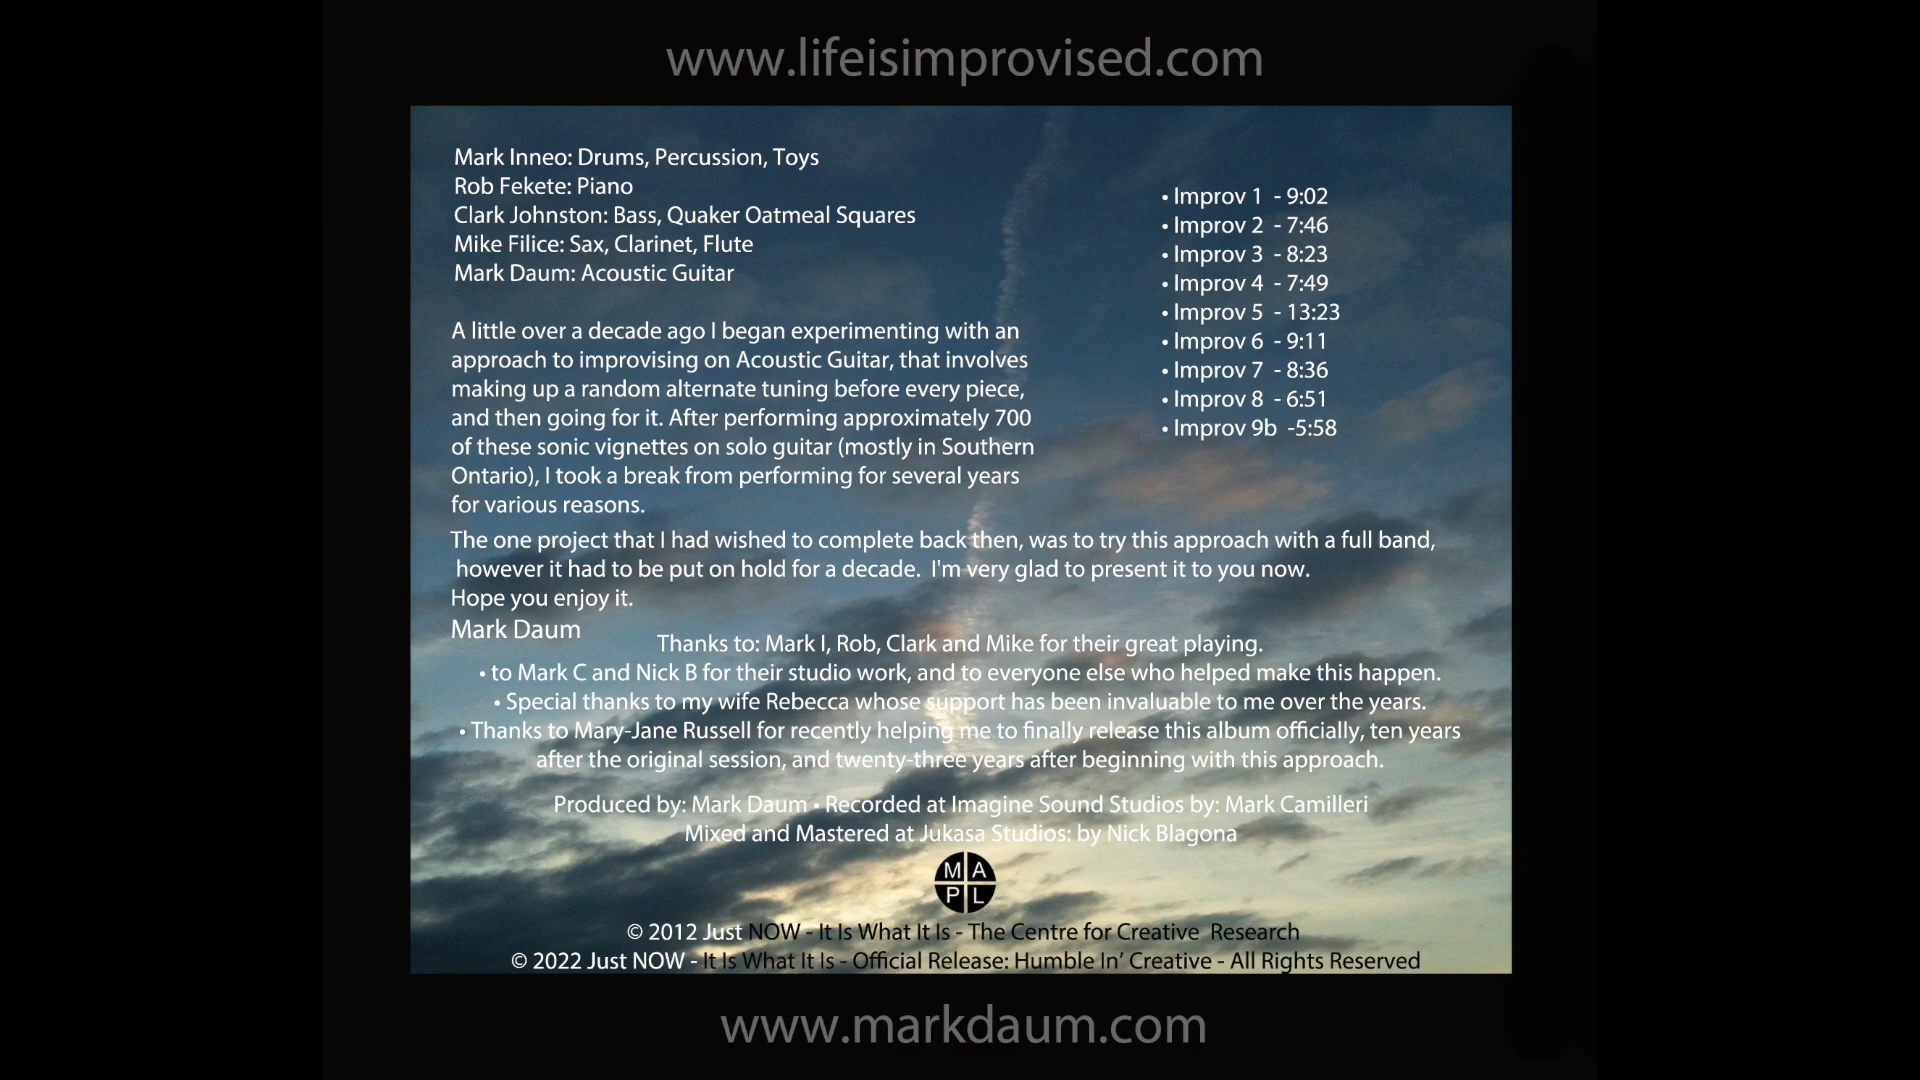 www.lifeisimprovised.com
Mark Inneo: Drums, Percussion, Toys
Rob Fekete: Piano
Clark Johnston: Bass, Quaker Oatmeal Squares
Mike Filice: Sax, Clarinet, Flute
Mark Daum: Acoustic Guitar
• Improv 1 - 9:02
• Improv 2 - 7:46
• Improv 3 - 8:23
• Improv 4 - 7:49
• Improv 5 - 13:23
• Improv 6 - 9:11
• Improv 7 - 8:36
• Improv 8 - 6:51
• Improv 9b -5:58
A little over a decade ago I began experimenting with an
approach to improvising on Acoustic Guitar, that involves
making up a random alternate tuning before every piece,
and then going for it. After performing approximately 700
of these sonic vignettes on solo guitar (mostly in Southern
Ontario), I took a break from performing for several years
for various reasons.
The one project that I had wished to complete back then, was to try this approach with a full band,
however it had to be put on hold for a decade. I'm very glad to present it to you now.
Hope you enjoy it.
Mark Daum
Thanks to: Mark I, Rob, Clark and Mike for their great playing.
• to Mark C and Nick B for their studio work, and to everyone else who helped make this happen.
• Special thanks to my wife Rebecca whose support has been invaluable to me over the years.
• Thanks to Mary-Jane Russell for recently helping me to finally release this album officially, ten years
after the original session, and twenty-three years after beginning with this approach.
Produced by: Mark Daum • Recorded at Imagine Sound Studios by: Mark Camilleri
Mixed and Mastered at Jukasa Studios: by Nick Blagona
M A
P L
© 2012 Just NOW - It Is What It Is - The Centre for Creative Research
© 2022 Just NOW - It Is What It Is - Official Release: Humble In’ Creative - All Rights Reserved
www.markdaum.com